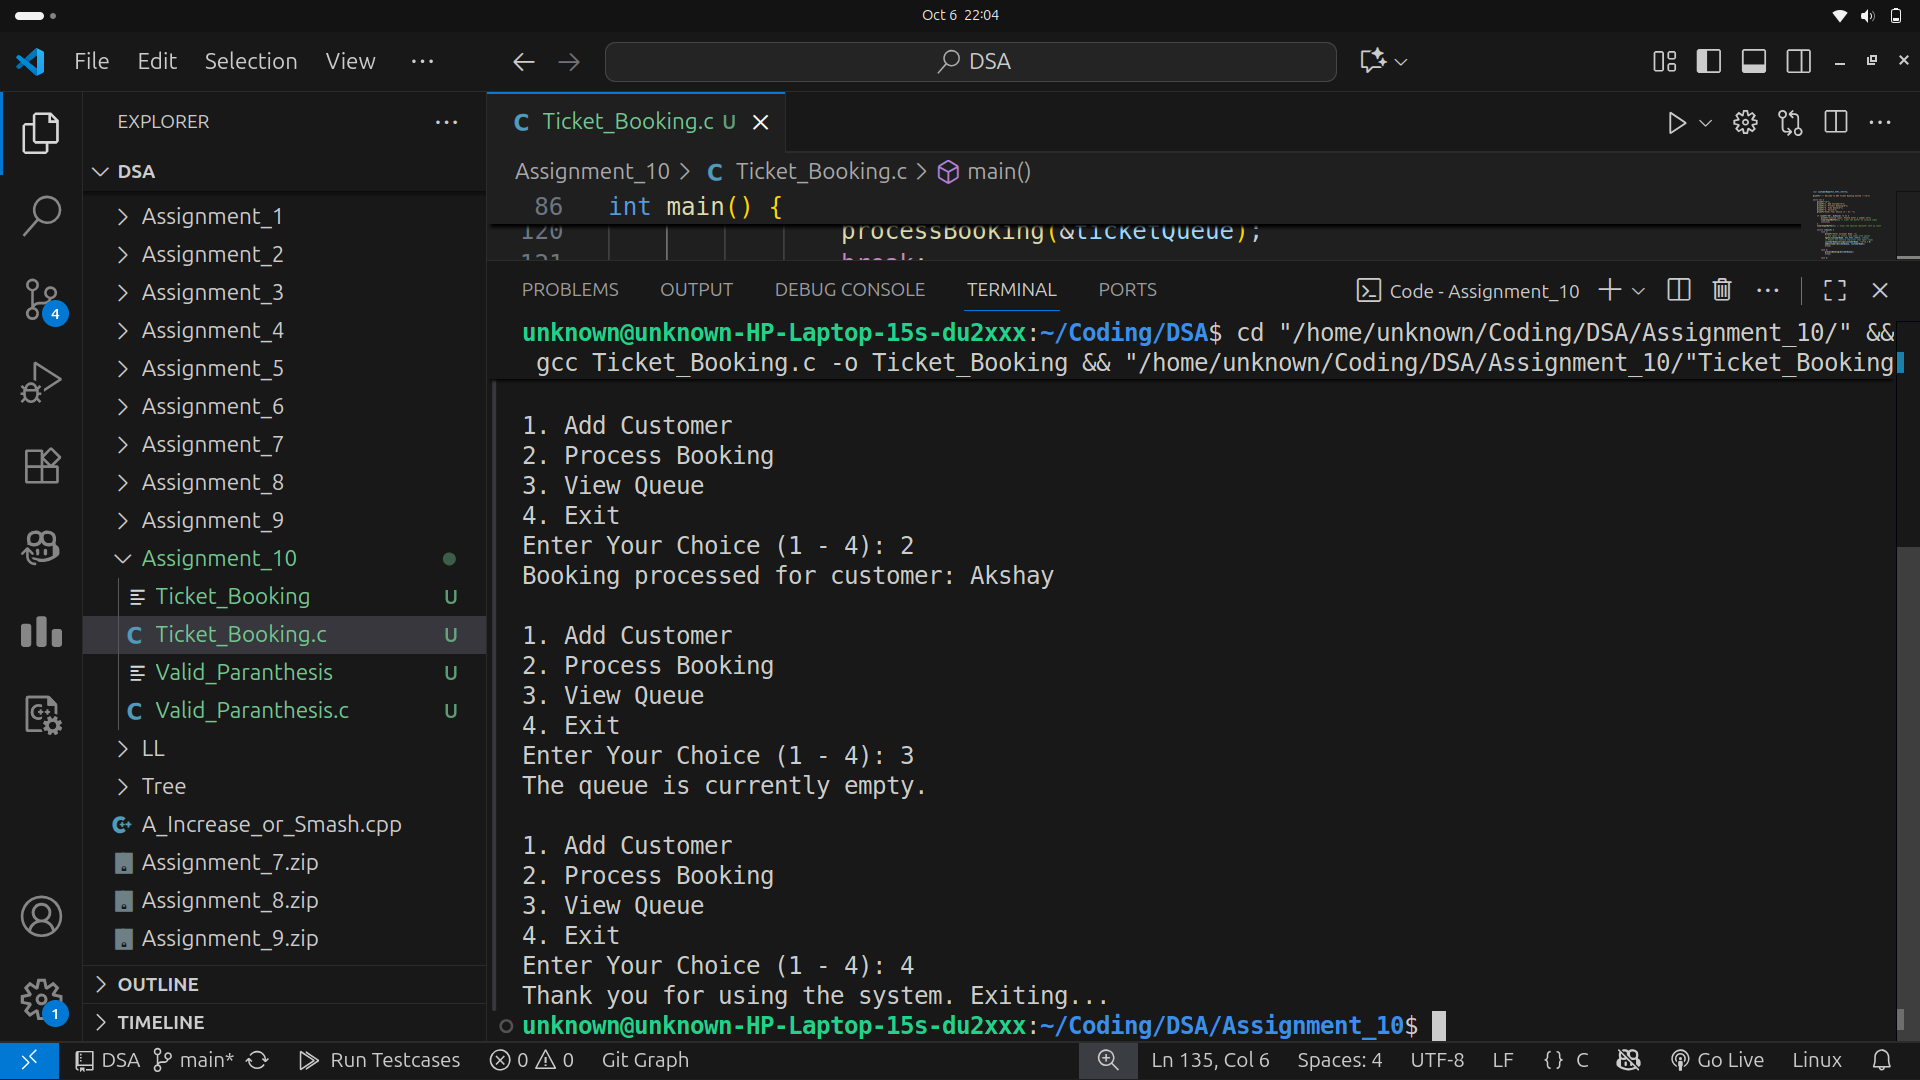 Oct 6 22:04
File Edit Selection View ···
DSA
EXPLORER
DSA
Assignment_1
Assignment_2
Assignment_3
Assignment_4
Assignment_5
Assignment_6
Assignment_7
Assignment_8
Assignment_9
Assignment_10
Ticket_Booking U
C Ticket_Booking.c U
Valid_Paranthesis U
C Valid_Paranthesis.c U
LL
Tree
A_Increase_or_Smash.cpp
Assignment_7.zip
Assignment_8.zip
Assignment_9.zip
OUTLINE
TIMELINE
4
1
C Ticket_Booking.c U
Assignment_10 > C Ticket_Booking.c > main()
86 int main() {
120 processBooking(&ticketQueue);
121 break;
PROBLEMS OUTPUT DEBUG CONSOLE TERMINAL PORTS
Code - Assignment_10
unknown@unknown-HP-Laptop-15s-du2xxx:~/Coding/DSA$ cd "/home/unknown/Coding/DSA/Assignment_10/" &&
gcc Ticket_Booking.c -o Ticket_Booking && "/home/unknown/Coding/DSA/Assignment_10/"Ticket_Booking
1. Add Customer
2. Process Booking
3. View Queue
4. Exit
Enter Your Choice (1 - 4): 2
Booking processed for customer: Akshay
1. Add Customer
2. Process Booking
3. View Queue
4. Exit
Enter Your Choice (1 - 4): 3
The queue is currently empty.
1. Add Customer
2. Process Booking
3. View Queue
4. Exit
Enter Your Choice (1 - 4): 4
Thank you for using the system. Exiting...
unknown@unknown-HP-Laptop-15s-du2xxx:~/Coding/DSA/Assignment_10$
DSA main* Run Testcases 0 0 Git Graph Ln 135, Col 6 Spaces: 4 UTF-8 LF {} C Go Live Linux